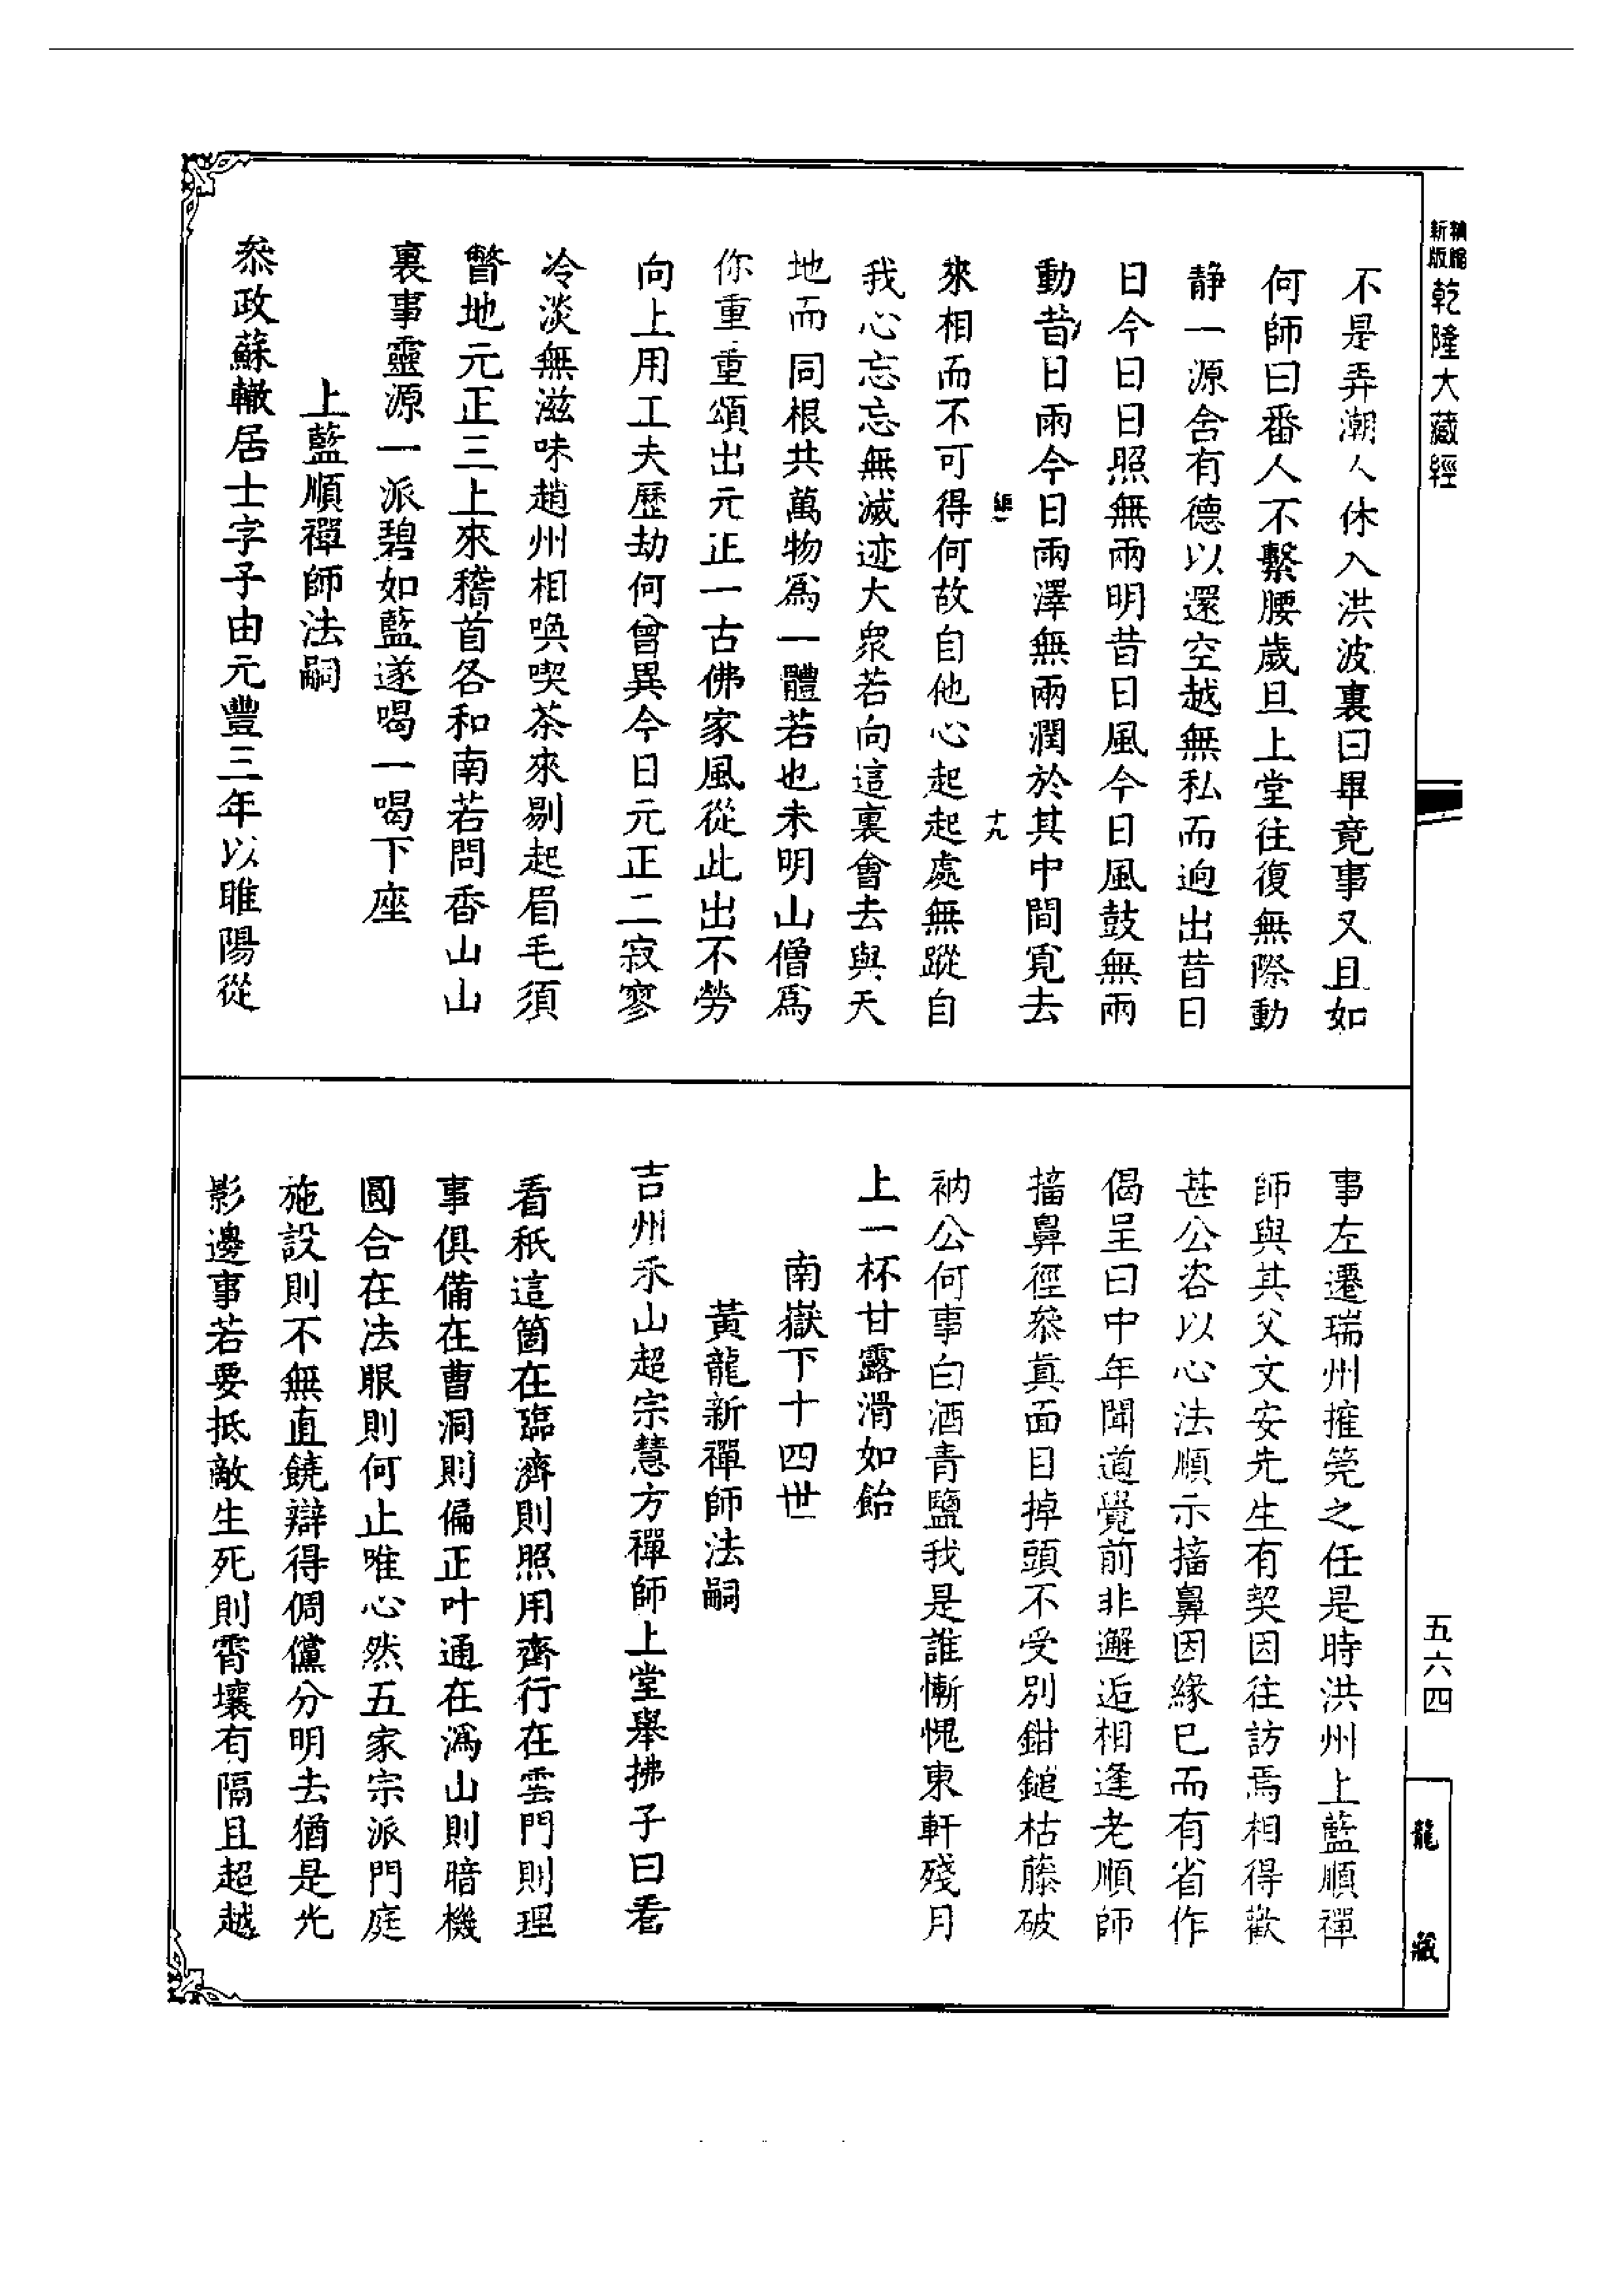 精縮
新版
乾隆大藏經
不是弄潮人休入洪波裏曰畢竟事又且如
何師曰番人不繫腰歲旦上堂往復無際動
靜一源含有德以還空越無私而迥出昔日
日今日日照無兩明昔日風今日風鼓無兩
動昔日雨今日雨澤無兩潤於其中間覓去
十九
來相而不可得何故自他心起起處無蹤自
我心忘忘無滅迹大衆若向這裏會去與天
地而同根共萬物爲一體若也未明山僧爲
你重重頌出元正一古佛家風從此出不勞
向上用工夫歷劫何曾異今日元正二寂寥
冷淡無滋味趙州相喚喫茶來剔起眉毛須
瞥地元正三上來稽首各和南若問香山山
裏事靈源一派碧如藍遂喝一喝下座
上藍順禪師法嗣
叅政蘇轍居士字子由元豐三年以睢陽從
事左遷瑞州搉筦之任是時洪州上藍順禪
師與其父文安先生有契因往訪焉相得歡
甚公咨以心法順示搐鼻因緣已而有省作
偈呈曰中年聞道覺前非邂逅相逢老順師
搐鼻徑叅眞面目掉頭不受別鉗鎚枯藤破
衲公何事白酒青鹽我是誰慚愧東軒殘月
上一杯甘露滑如飴
南嶽下十四世
黃龍新禪師法嗣
吉州禾山超宗慧方禪師上堂舉拂子曰看
看秖這箇在臨濟則照用齊行在雲門則理
事俱備在曹洞則偏正叶通在溈山則暗機
圓合在法眼則何止唯心然五家宗派門庭
施設則不無直饒辯得倜儻分明去猶是光
影邊事若要抵敵生死則霄壤有隔且超越
五六四
龍藏